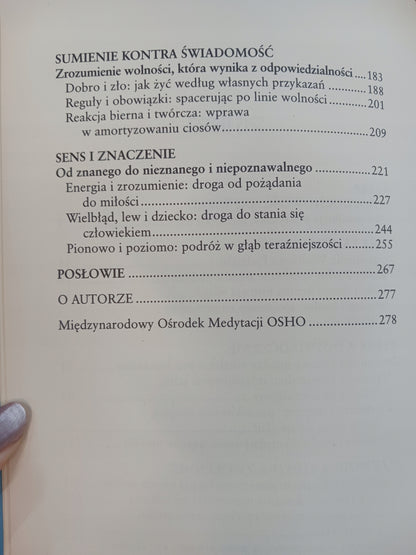 SUMIENIE KONTRA ŚWIADOMOŚĆ
Zrozumienie wolności, która wynika z odpowiedzialności ....183
Dobro i zło: jak żyć według własnych przykazań ................188
Reguły i obowiązki: spacerując po linie wolności ..............201
Reakcja bierna i twórcza: wprawa
w amortyzowaniu ciosów..............................................209
SENS I ZNACZENIE
Od znanego do nieznanego i niepoznawalnego ................221
Energia i zrozumienie: droga od pożądania
do miłości ......................................................................227
Wielbłąd, lew i dziecko: droga do stania się
człowiekiem ..................................................................244
Pionowo i poziomo: podróż w głąb teraźniejszości ..........255
POSŁOWIE ......................................................................267
O AUTORZE ....................................................................277
Międzynarodowy Ośrodek Medytacji OSHO ...................278